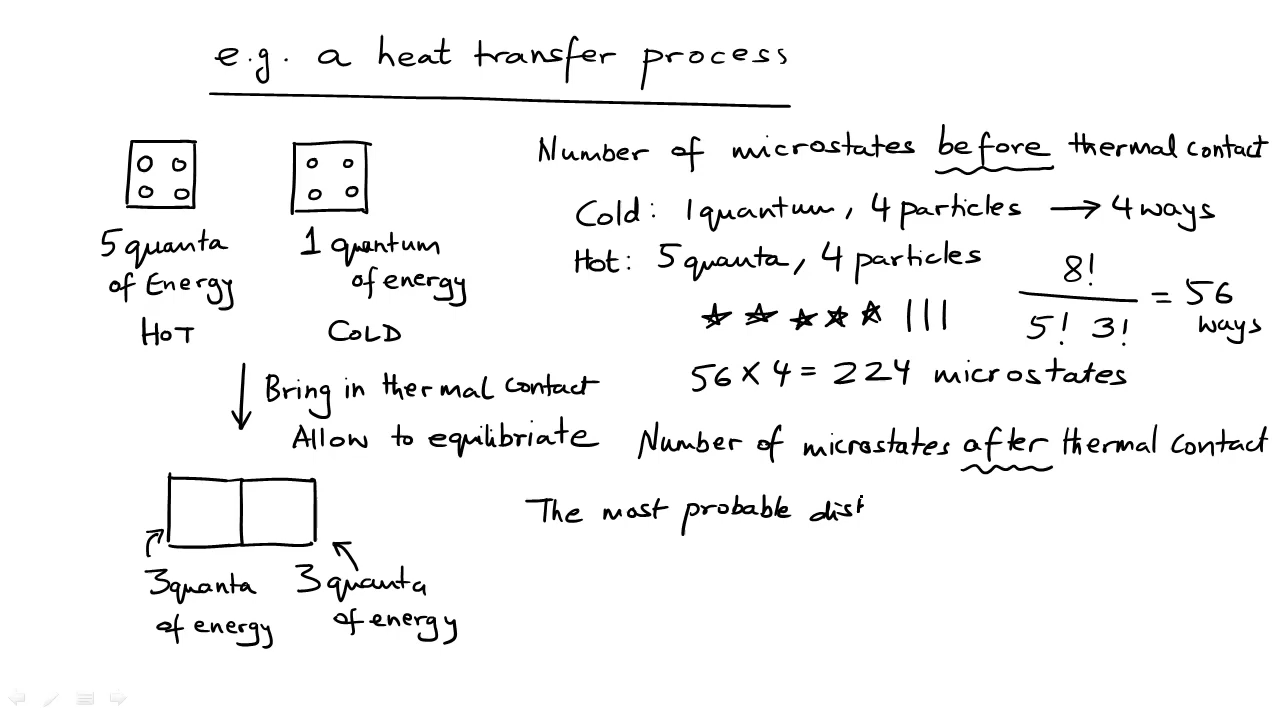 e.g. a heat transfer process
5 quanta
of Energy
HOT
1 quantum
of energy
COLD
Bring in thermal contact
Allow to equilibriate
3 quanta
of energy
3 quanta
of energy
Number of microstates before thermal contact
Cold: 1 quantum, 4 particles → 4 ways
Hot: 5 quanta, 4 particles
★ ★ ★ ★ ★ | | |
8!
5! 3!
= 56
ways
56 × 4 = 224 microstates
Number of microstates after thermal contact
The most probable dist